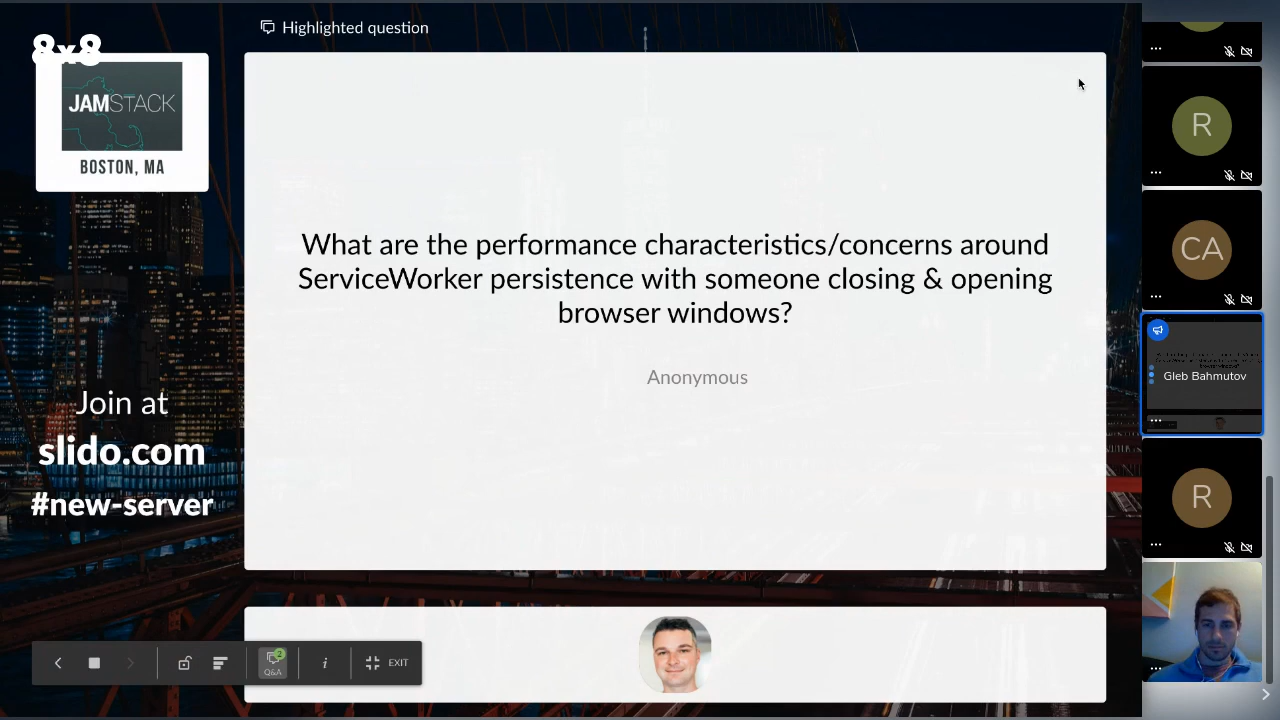 8x8
JAMSTACK
BOSTON, MA
Join at
slido.com
#new-server
Highlighted question
What are the performance characteristics/concerns around
ServiceWorker persistence with someone closing & opening
browser windows?
Anonymous
2
Q&A
i
EXIT
R
CA
Gleb Bahmutov
R